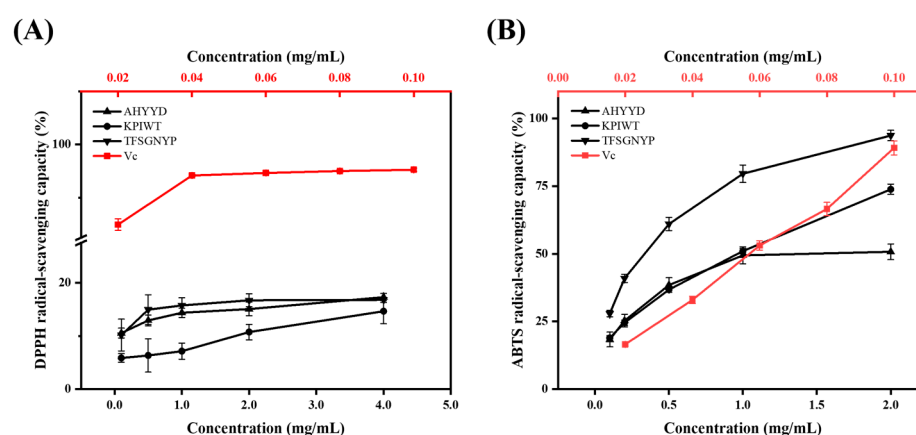 (A)
Concentration (mg/mL)
0.02 0.04 0.06 0.08 0.10
AHYYD
KPIWT
TFSGNYP
Vc
DPPH radical-scavenging capacity (%)
100
20
0
0.0 1.0 2.0 3.0 4.0 5.0
Concentration (mg/mL)
(B)
Concentration (mg/mL)
0.00 0.02 0.04 0.06 0.08 0.10
AHYYD
KPIWT
TFSGNYP
Vc
ABTS radical-scavenging capacity (%)
100
75
50
25
0
0.0 0.5 1.0 1.5 2.0
Concentration (mg/mL)